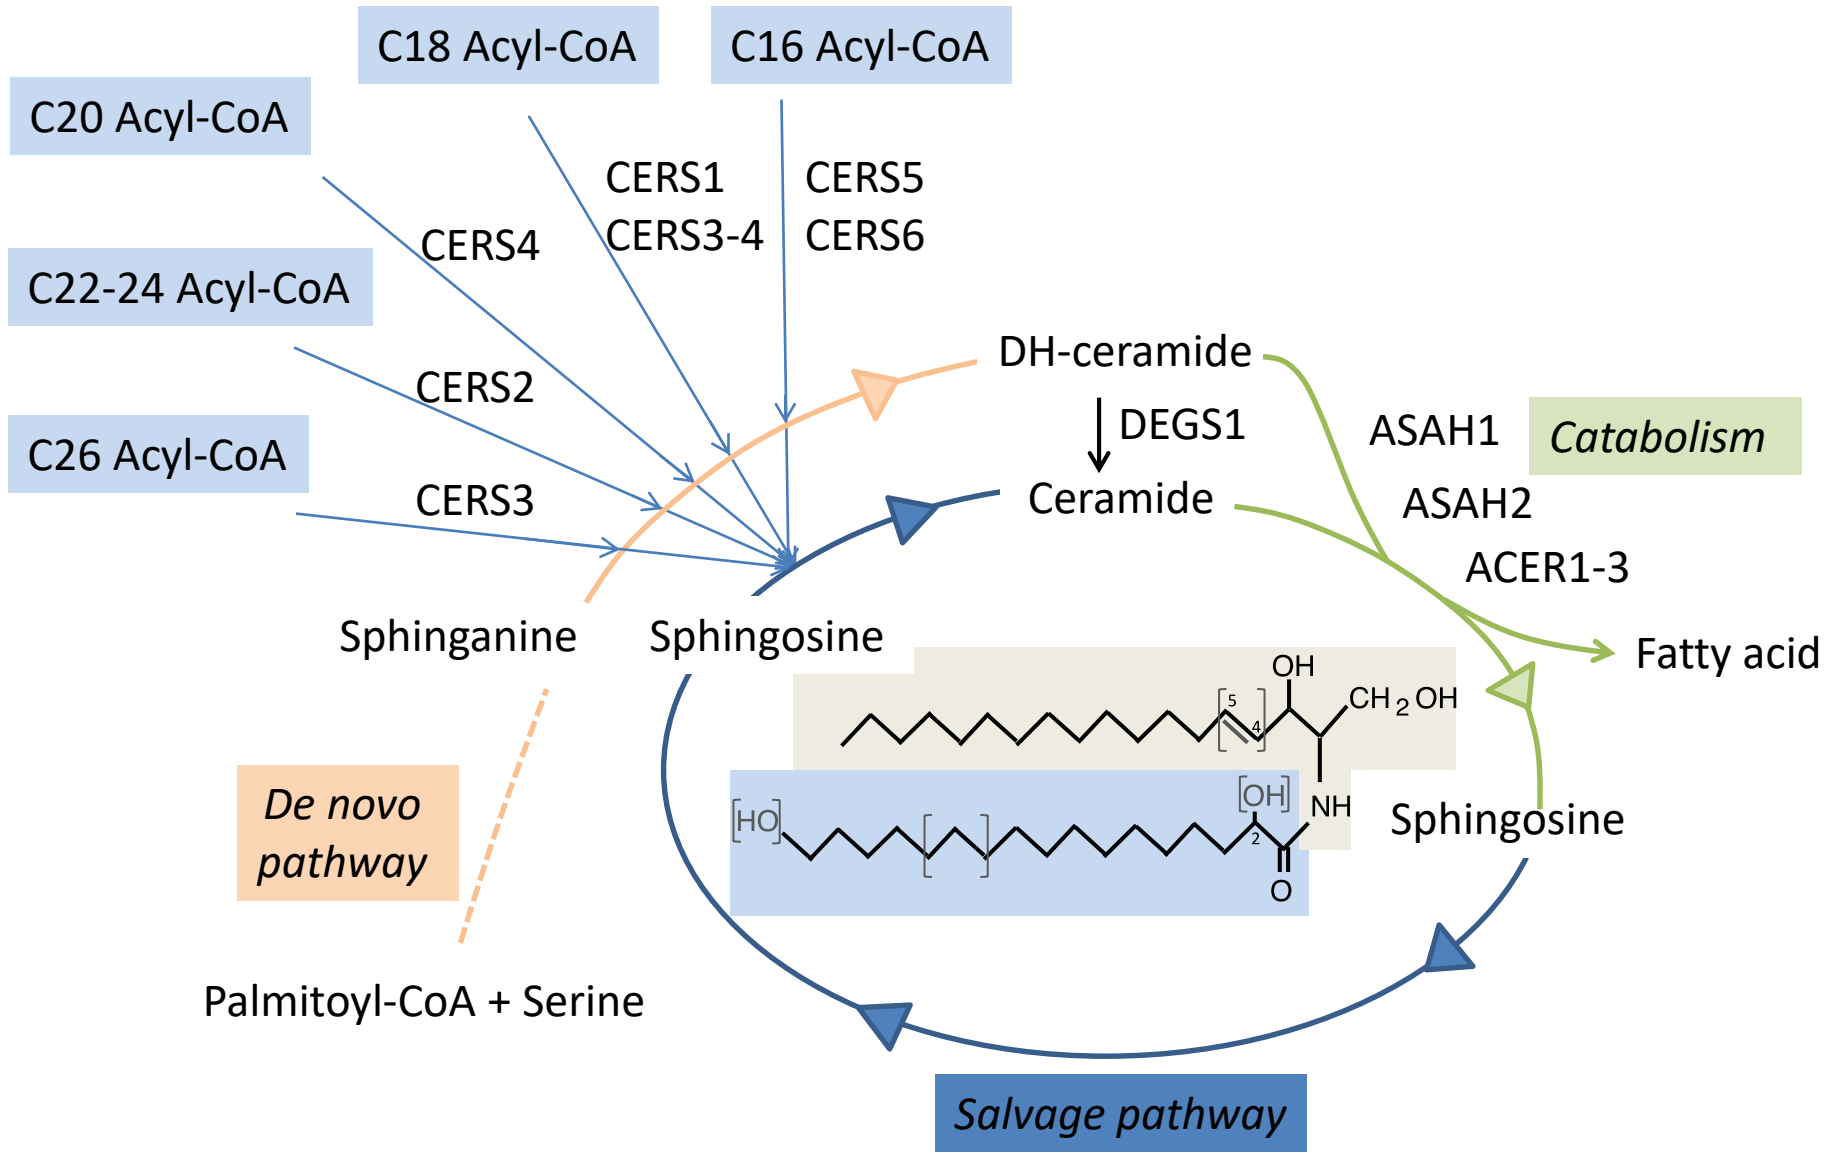 C18 Acyl-CoA
C16 Acyl-CoA
C20 Acyl-CoA
CERS1
CERS3-4
CERS5
CERS6
CERS4
C22-24 Acyl-CoA
CERS2
C26 Acyl-CoA
CERS3
DH-ceramide
DEGS1
Ceramide
ASAH1
Catabolism
ASAH2
ACER1-3
Fatty acid
Sphinganine
Sphingosine
OH
CH2OH
5
4
[OH]
NH
[HO]
2
O
Sphingosine
De novo
pathway
Palmitoyl-CoA + Serine
Salvage pathway